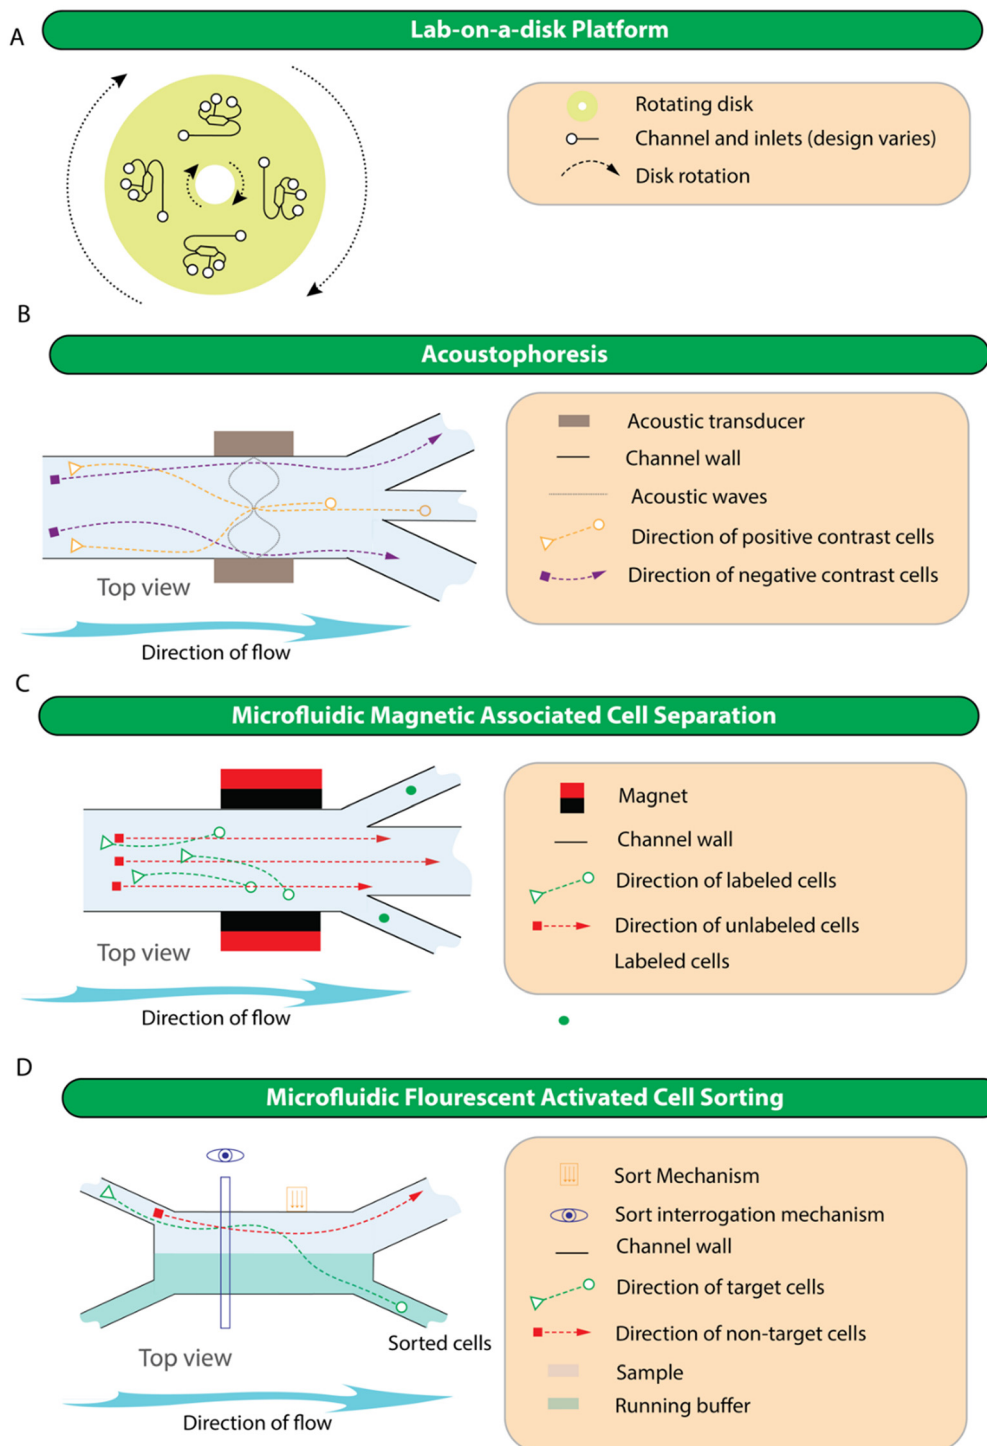 A
Lab-on-a-disk Platform
Rotating disk
Channel and inlets (design varies)
Disk rotation
B
Acoustophoresis
Acoustic transducer
Channel wall
Acoustic waves
Direction of positive contrast cells
Direction of negative contrast cells
Top view
Direction of flow
C
Microfluidic Magnetic Associated Cell Separation
Magnet
Channel wall
Direction of labeled cells
Direction of unlabeled cells
Labeled cells
Top view
Direction of flow
D
Microfluidic Flourescent Activated Cell Sorting
Sort Mechanism
Sort interrogation mechanism
Channel wall
Direction of target cells
Direction of non-target cells
Sample
Running buffer
Sorted cells
Top view
Direction of flow